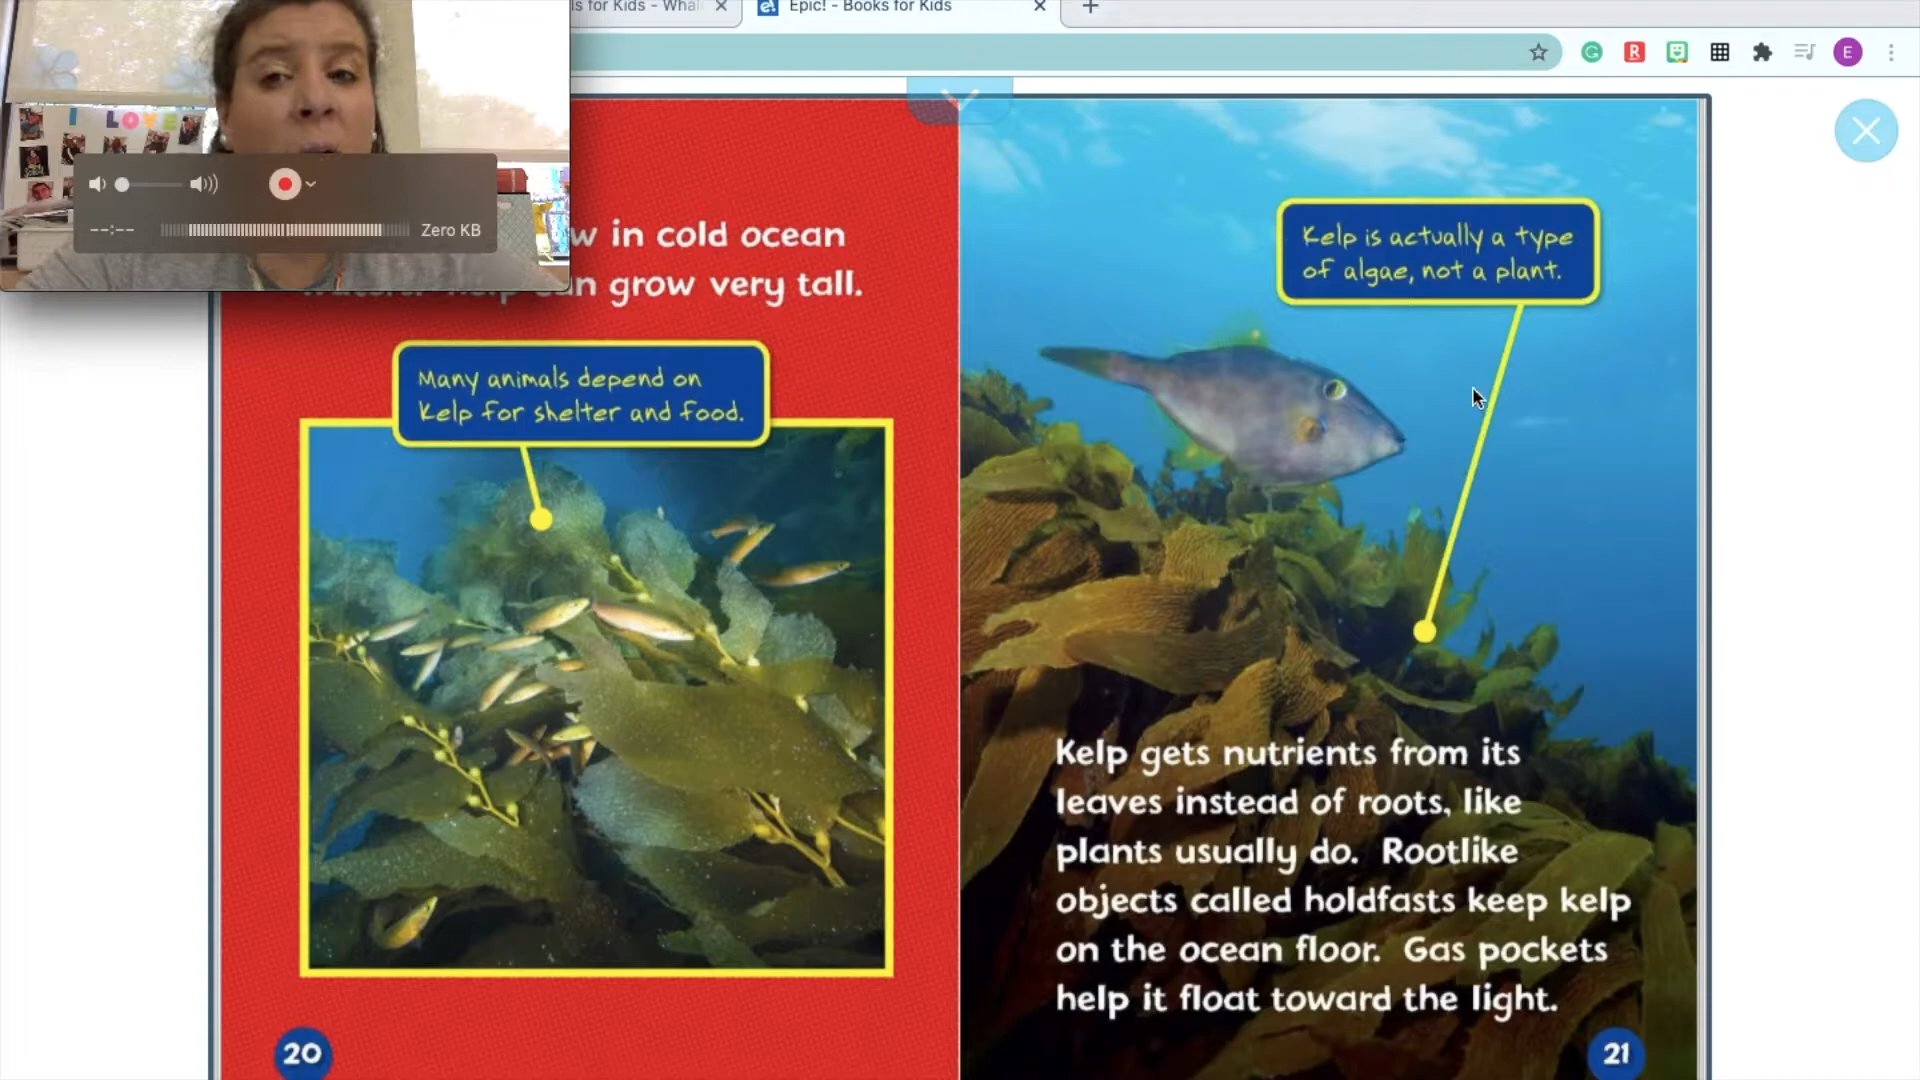 ls for Kids - Whal
Epic! - Books for Kids
E
I LOVE
--:--
Zero KB
w in cold ocean
can grow very tall.
Many animals depend on
Kelp for shelter and food.
20
Kelp is actually a type
of algae, not a plant.
Kelp gets nutrients from its
leaves instead of roots, like
plants usually do. Rootlike
objects called holdfasts keep kelp
on the ocean floor. Gas pockets
help it float toward the light.
21